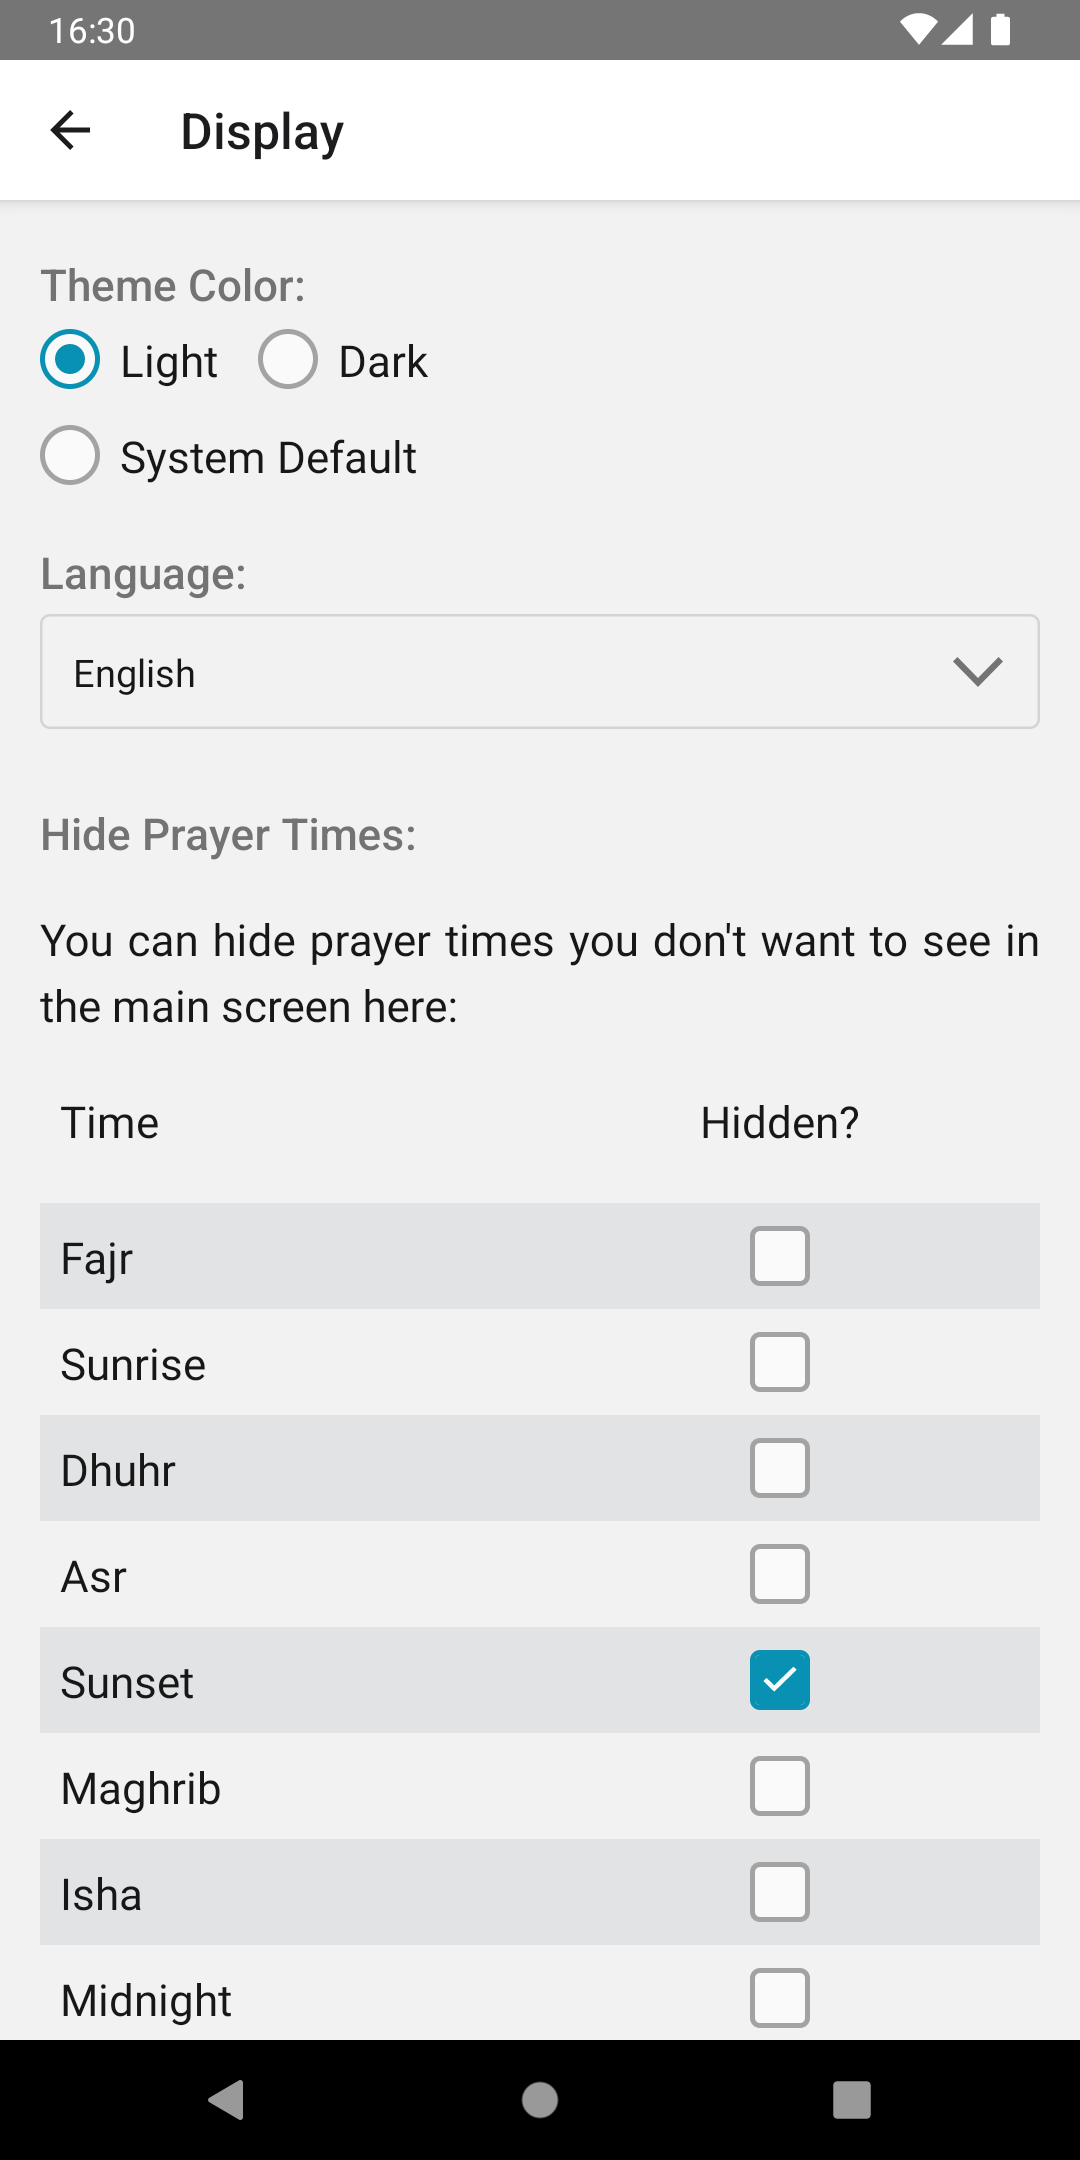 16:30
Display
Theme Color:
Light Dark
System Default
Language:
English
Hide Prayer Times:
You can hide prayer times you don't want to see in
the main screen here:
Time Hidden?
Fajr
Sunrise
Dhuhr
Asr
Sunset
Maghrib
Isha
Midnight